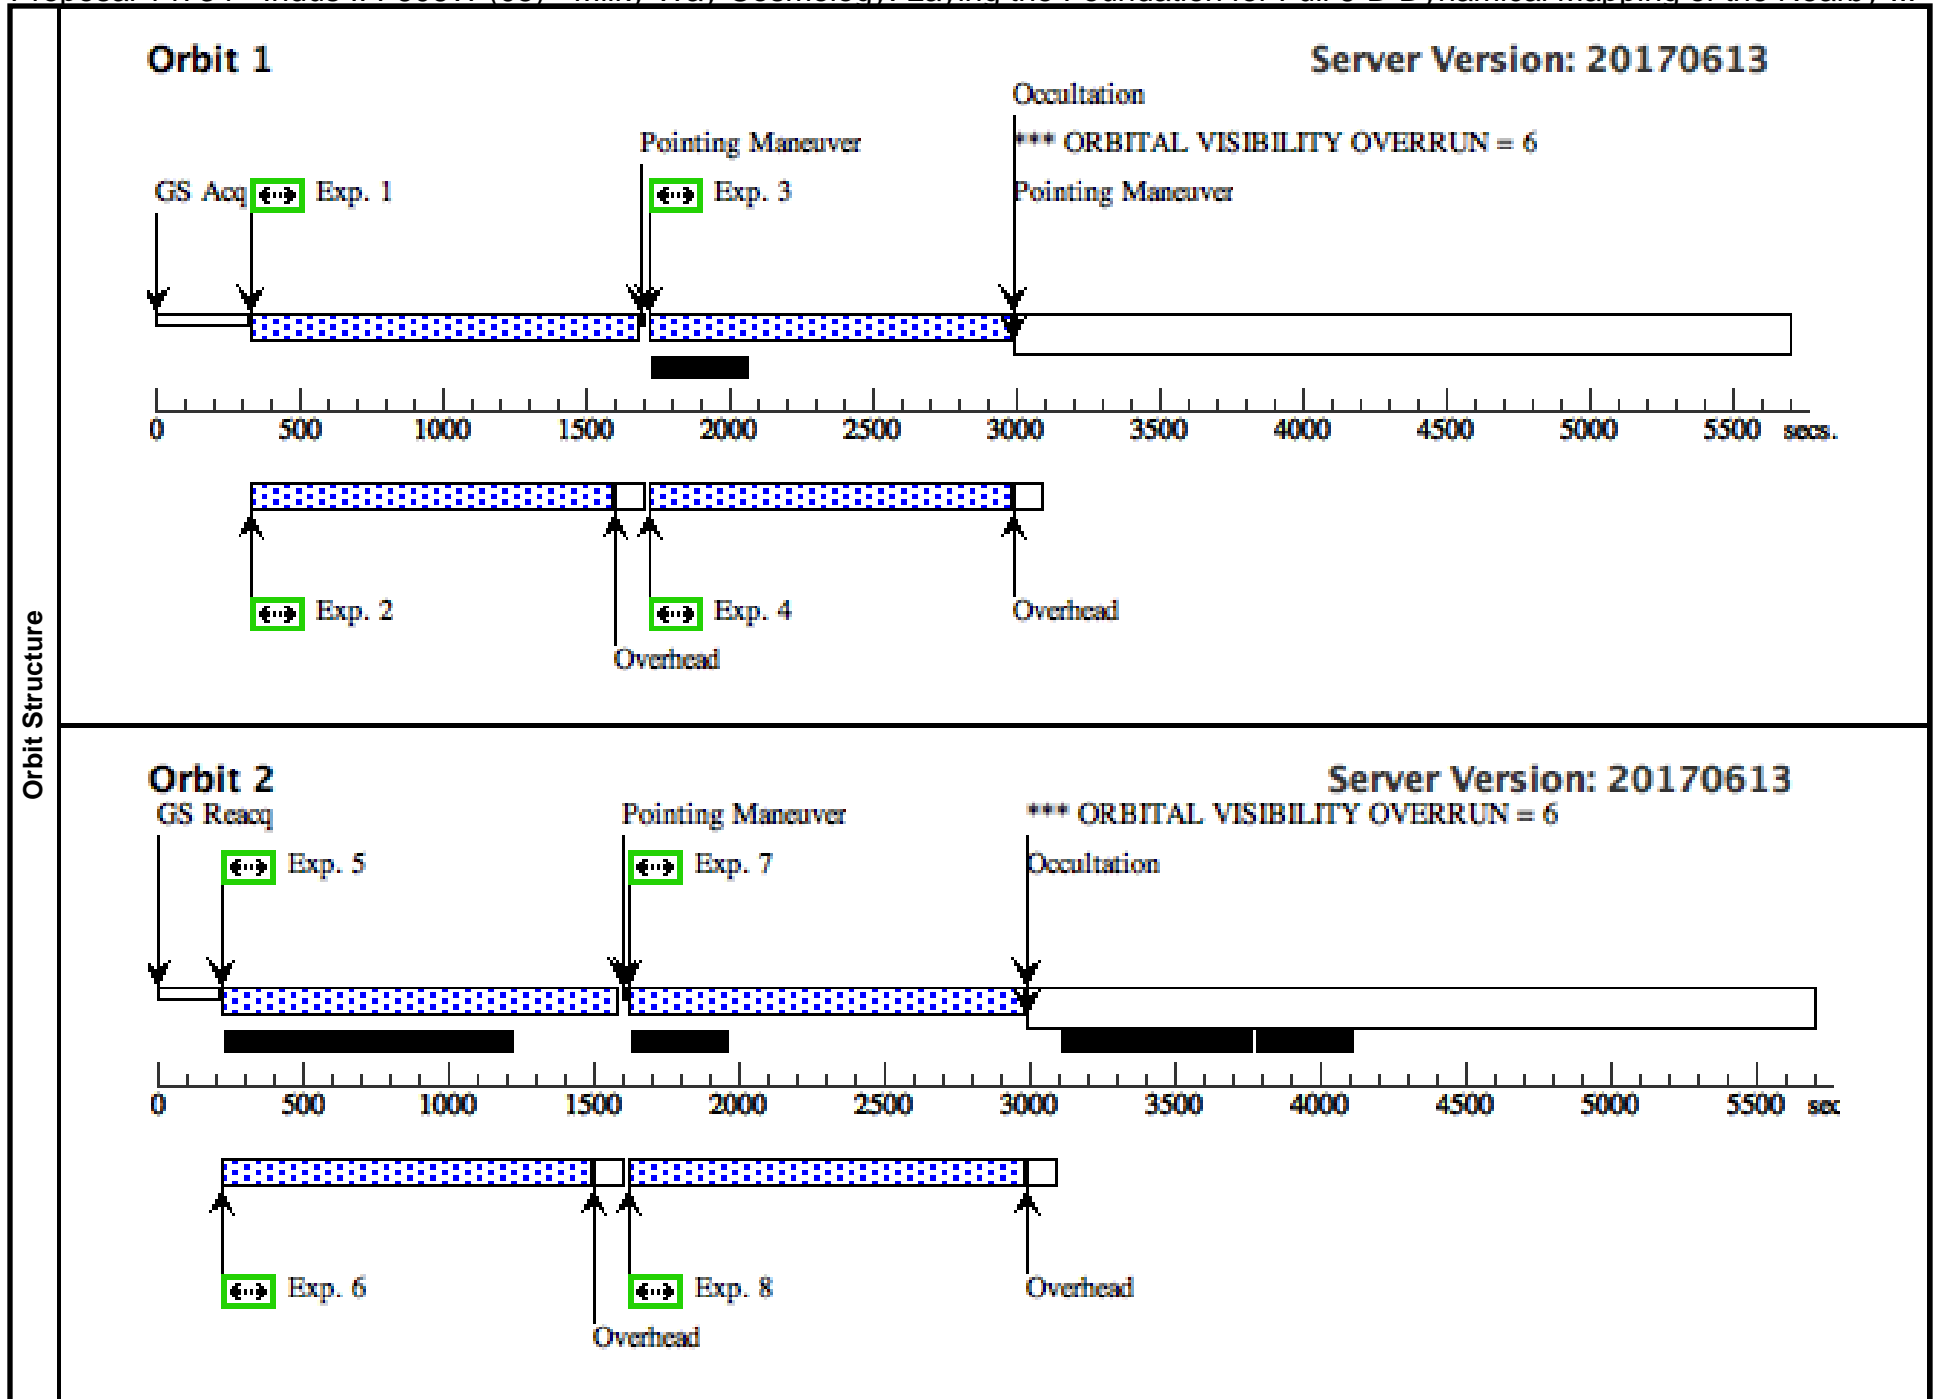 Orbit Structure
Orbit 1
Server Version: 20170613
Occultation
Pointing Maneuver
*** ORBITAL VISIBILITY OVERRUN = 6
GS Acq
Exp. 1
Exp. 3
Pointing Maneuver
0 500 1000 1500 2000 2500 3000 3500 4000 4500 5000 5500 secs.
Exp. 2
Exp. 4
Overhead
Overhead
Orbit 2
Server Version: 20170613
GS Reacq
Pointing Maneuver
*** ORBITAL VISIBILITY OVERRUN = 6
Exp. 5
Exp. 7
Occultation
0 500 1000 1500 2000 2500 3000 3500 4000 4500 5000 5500 sec
Exp. 6
Exp. 8
Overhead
Overhead